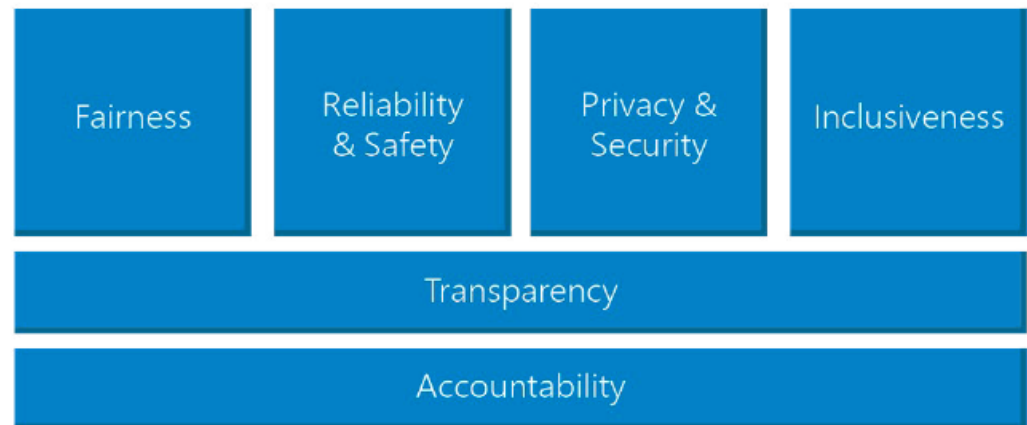 Fairness
Reliability
& Safety
Privacy &
Security
Inclusiveness
Transparency
Accountability